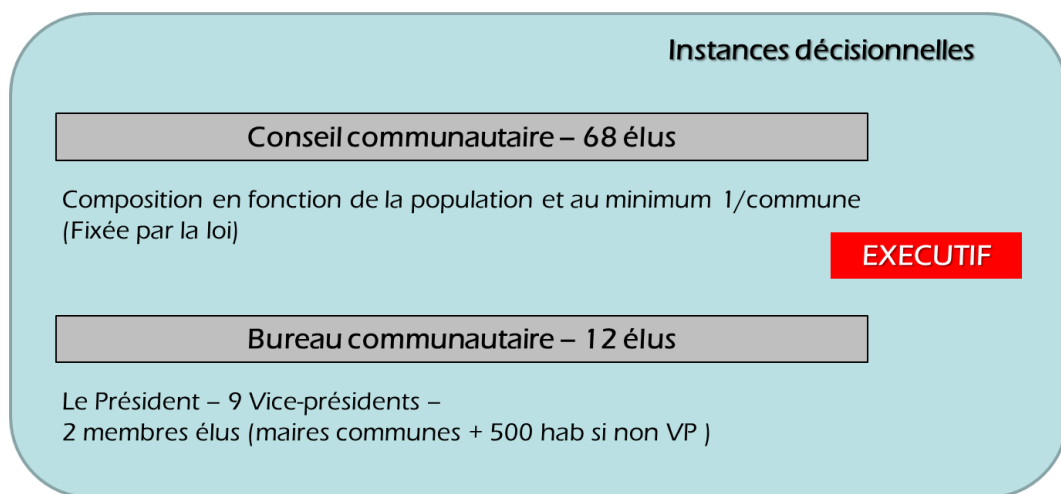 Instances décisionnelles
Conseil communautaire – 68 élus
Composition en fonction de la population et au minimum 1/commune
(Fixée par la loi)
EXECUTIF
Bureau communautaire – 12 élus
Le Président – 9 Vice-présidents –
2 membres élus (maires communes + 500 hab si non VP )